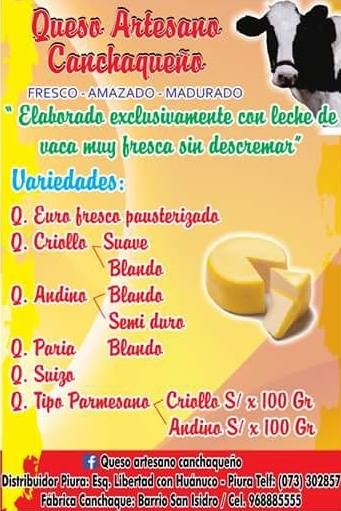 Queso Artesano
Canchaqueño
FRESCO - AMAZADO - MADURADO
“Elaborado exclusivamente con leche de
vaca muy fresca sin descremar”
Variedades:
Q. Euro fresco pausterizado
Q. Criollo Suave
Blando
Q. Andino Blando
Semi duro
Q. Paria Blando
Q. Suizo
Q. Tipo Parmesano Criollo S/ x 100 Gr
Andino S/ x 100 Gr
Queso artesano canchaqueño
Distribuidor Piura: Esq. Libertad con Huánuco - Piura Telf: (073) 302857
Fábrica Canchaque: Barrio San Isidro / Cel. 968885555